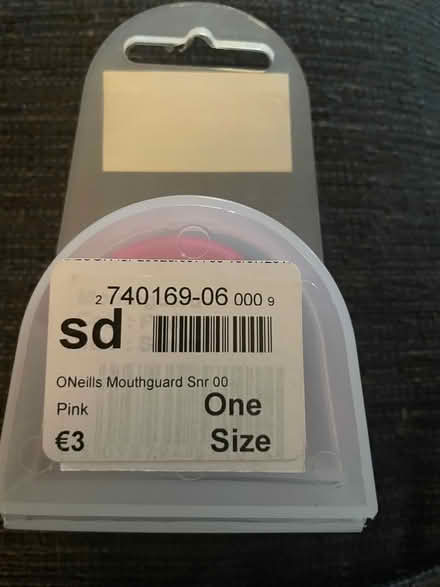 2 740169-06 000 9
sd
ONeills Mouthguard Snr 00
Pink One
€3 Size